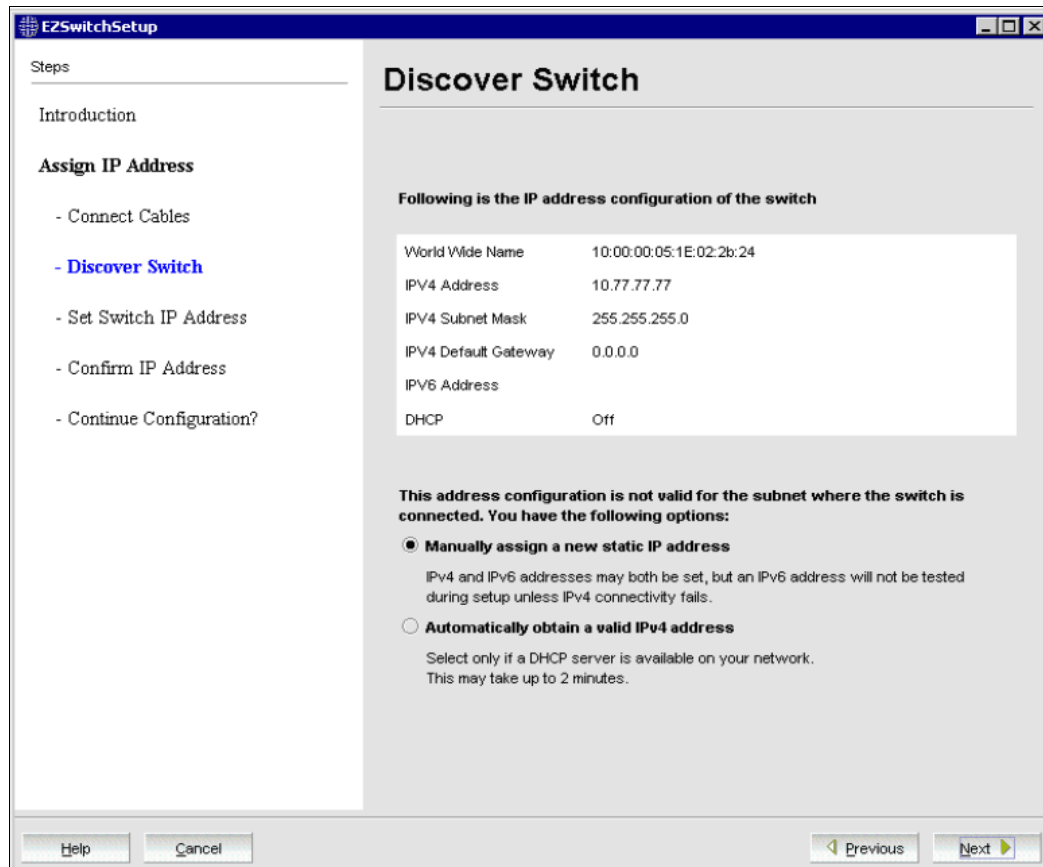 EZSwitchSetup
Steps
Introduction
Assign IP Address
- Connect Cables
- Discover Switch
- Set Switch IP Address
- Confirm IP Address
- Continue Configuration?
Discover Switch
Following is the IP address configuration of the switch
World Wide Name 10:00:00:05:1E:02:2b:24
IPV4 Address 10.77.77.77
IPV4 Subnet Mask 255.255.255.0
IPV4 Default Gateway 0.0.0.0
IPV6 Address
DHCP Off
This address configuration is not valid for the subnet where the switch is
connected. You have the following options:
Manually assign a new static IP address
IPv4 and IPv6 addresses may both be set, but an IPv6 address will not be tested
during setup unless IPv4 connectivity fails.
Automatically obtain a valid IPv4 address
Select only if a DHCP server is available on your network.
This may take up to 2 minutes.
Help Cancel Previous Next